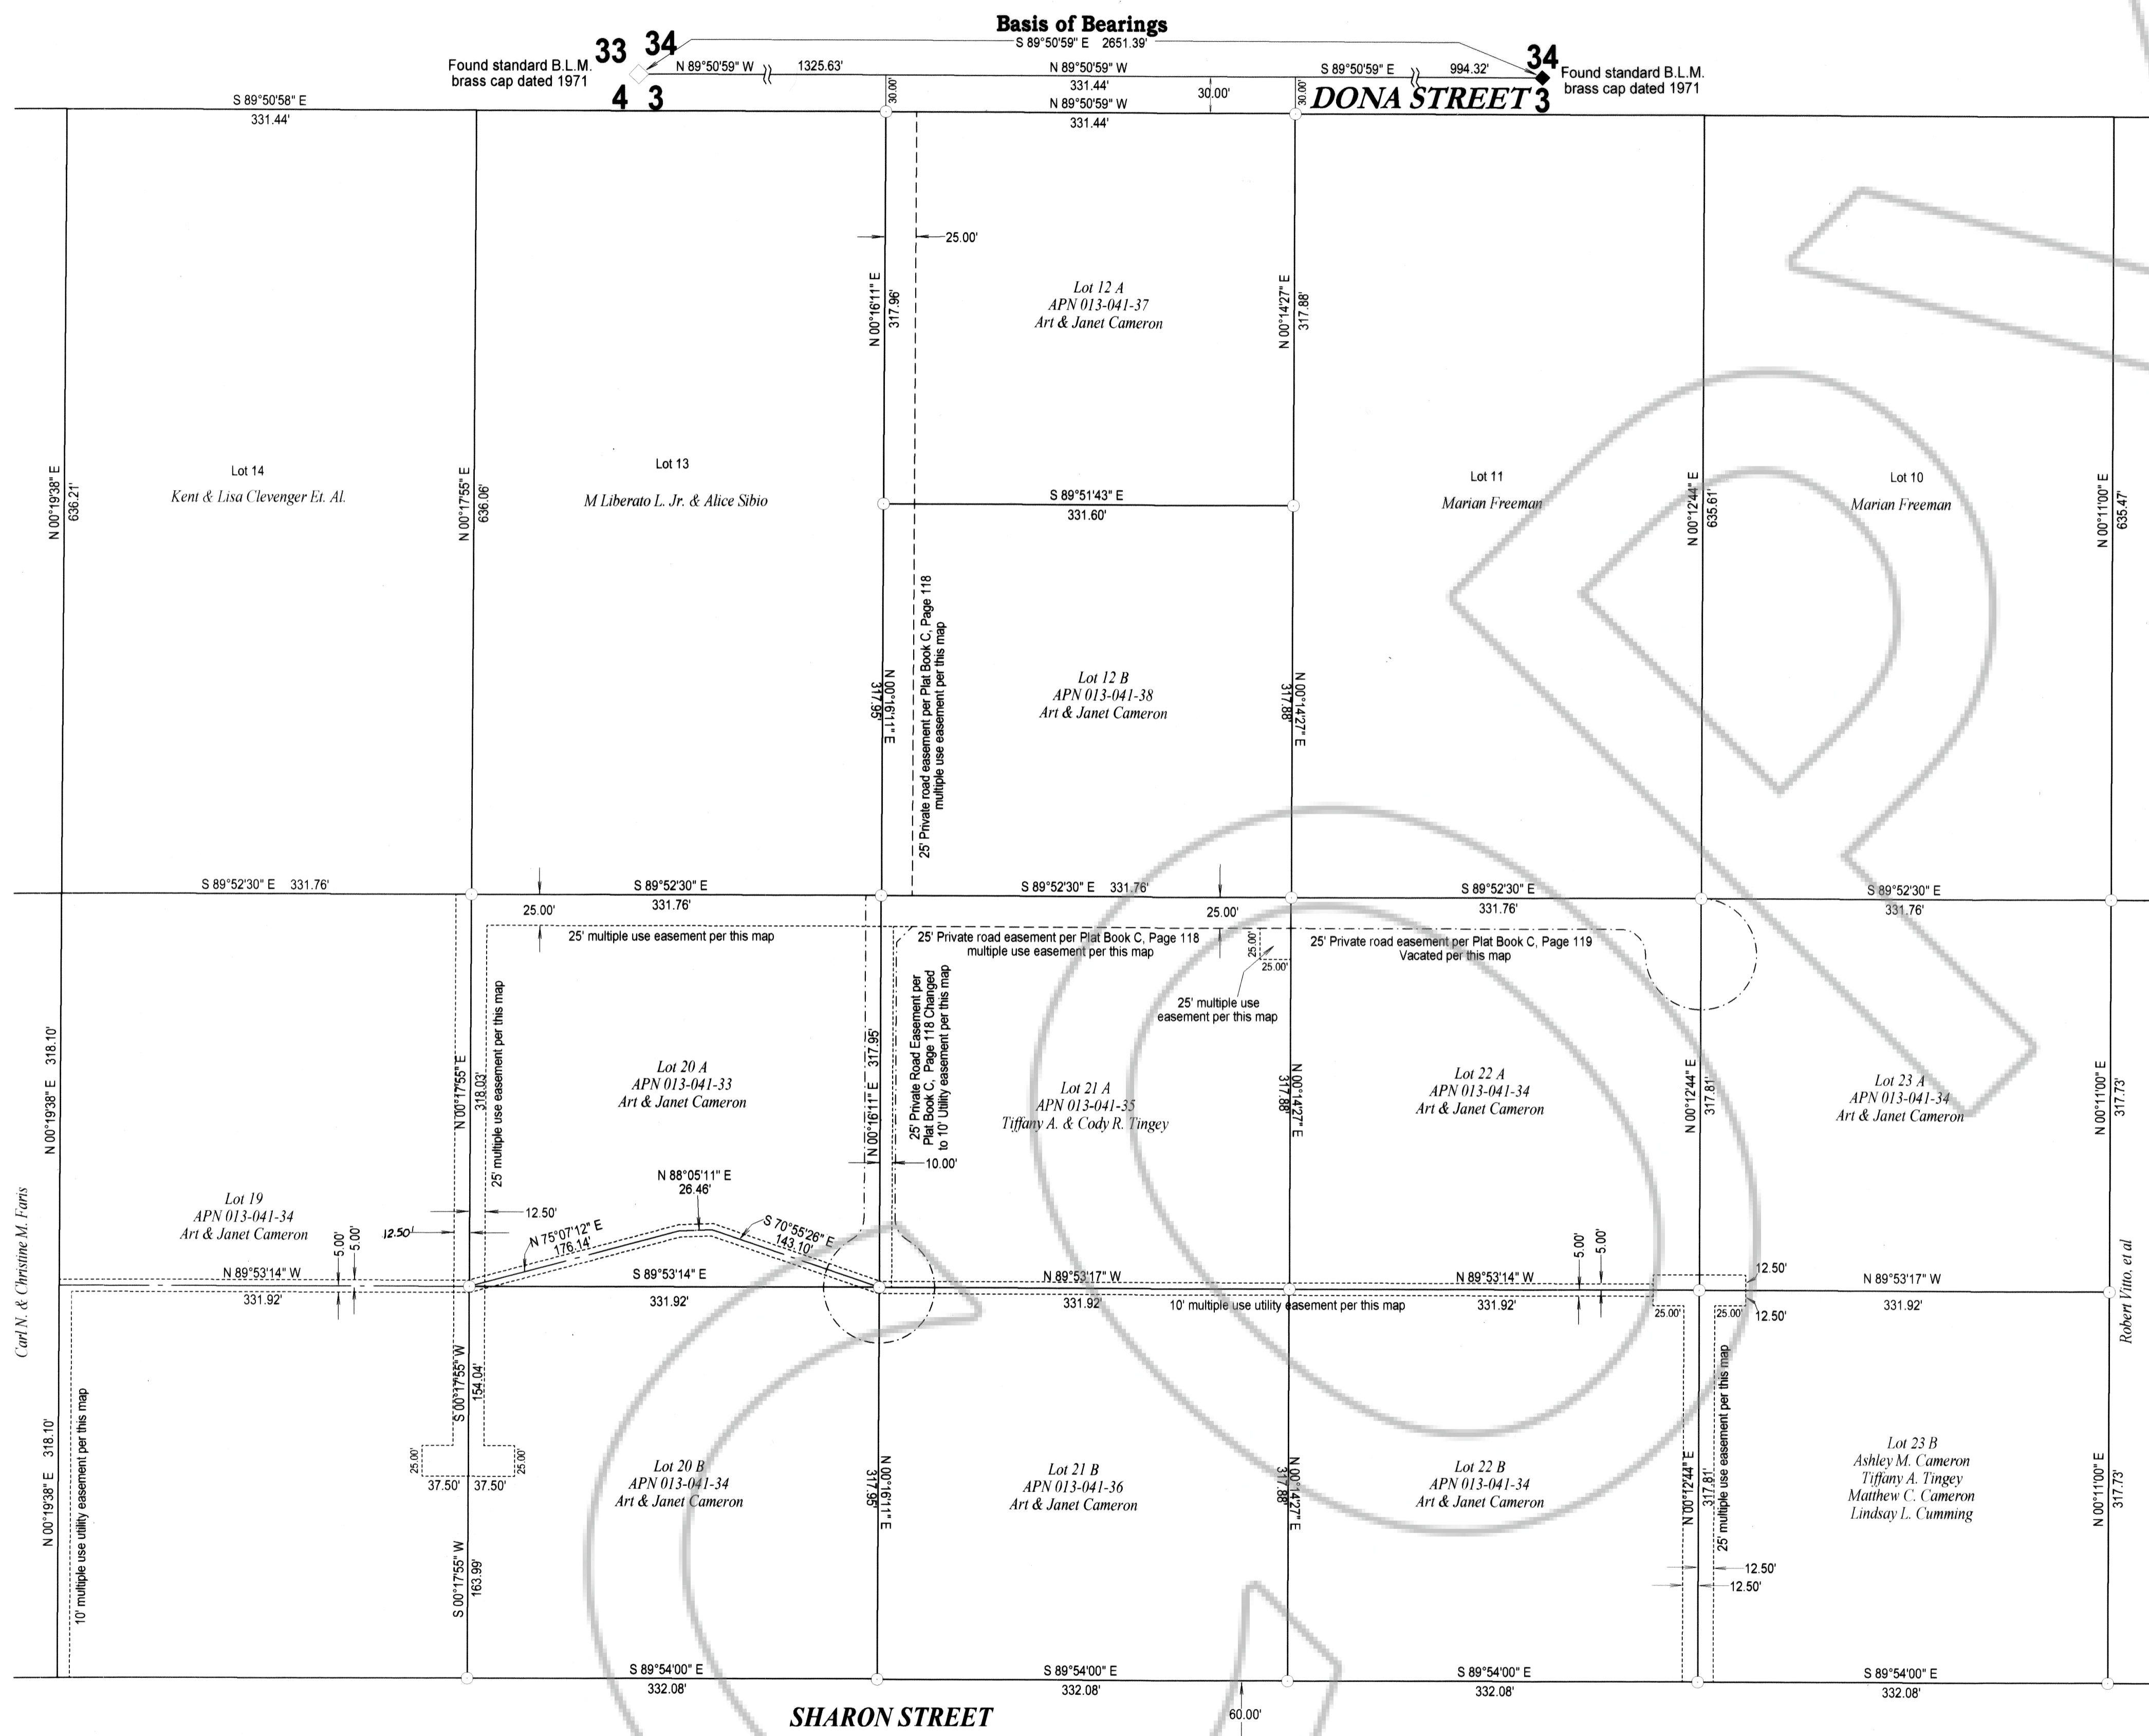 Basis of Bearings
S 89°50'59" E 2651.39'
33 34
4 3
Found standard B.L.M.
brass cap dated 1971
N 89°50'59" W 1325.63'
N 89°50'59" W
331.44'
30.00'
30.00'
30.00'
N 89°50'59" W
331.44'
S 89°50'59" E 994.32'
34
3
Found standard B.L.M.
brass cap dated 1971
DONA STREET
S 89°50'58" E
331.44'
25.00'
N 00°16'11" E
317.96'
Lot 12 A
APN 013-041-37
Art & Janet Cameron
N 00°14'27" E
317.88'
N 00°19'38" E
636.21'
Lot 14
Kent & Lisa Clevenger Et. Al.
N 00°17'55" E
636.06'
Lot 13
M Liberato L. Jr. & Alice Sibio
S 89°51'43" E
331.60'
Lot 11
Marian Freeman
N 00°12'44" E
635.61'
Lot 10
Marian Freeman
N 00°11'00" E
635.47'
N 00°16'11" E
317.95'
25' Private road easement per Plat Book C, Page 118
multiple use easement per this map
Lot 12 B
APN 013-041-38
Art & Janet Cameron
N 00°14'27" E
317.88'
S 89°52'30" E 331.76'
S 89°52'30" E
331.76'
S 89°52'30" E 331.76'
S 89°52'30" E
331.76'
S 89°52'30" E
331.76'
25.00'
25' multiple use easement per this map
25.00'
25' Private road easement per Plat Book C, Page 118
multiple use easement per this map
25.00'
25.00'
25' multiple use
easement per this map
25' Private road easement per Plat Book C, Page 119
Vacated per this map
N 00°19'38" E 318.10'
N 00°17'55" E
318.03'
25' multiple use easement per this map
Lot 20 A
APN 013-041-33
Art & Janet Cameron
N 00°16'11" E 317.95'
25' Private Road Easement per
Plat Book C, Page 118 Changed
to 10' Utility easement per this map
10.00'
Lot 21 A
APN 013-041-35
Tiffany A. & Cody R. Tingey
N 00°14'27" E
317.88'
Lot 22 A
APN 013-041-34
Art & Janet Cameron
N 00°12'44" E
317.81'
Lot 23 A
APN 013-041-34
Art & Janet Cameron
N 00°11'00" E
317.73'
Carl N. & Christine M. Faris
Lot 19
APN 013-041-34
Art & Janet Cameron
12.50'
12.50'
5.00'
5.00'
N 75°07'12" E
176.14'
N 88°05'11" E
26.46'
S 70°55'26" E
143.10'
N 89°53'14" W
331.92'
S 89°53'14" E
331.92'
N 89°53'17" W
331.92'
10' multiple use utility easement per this map
N 89°53'14" W
331.92'
5.00'
5.00'
12.50'
12.50'
25.00'
25.00'
N 89°53'17" W
331.92'
Robert Vitto. et al
N 00°19'38" E 318.10'
10' multiple use utility easement per this map
S 00°17'55" W
154.04'
25.00'
25.00'
37.50' 37.50'
S 00°17'55" W
163.99'
Lot 20 B
APN 013-041-34
Art & Janet Cameron
N 00°16'11" E
317.95'
Lot 21 B
APN 013-041-36
Art & Janet Cameron
N 00°14'27" E
317.88'
Lot 22 B
APN 013-041-34
Art & Janet Cameron
N 00°12'44" E
317.81'
25' multiple use easement per this map
12.50'
12.50'
Lot 23 B
Ashley M. Cameron
Tiffany A. Tingey
Matthew C. Cameron
Lindsay L. Cumming
N 00°11'00" E
317.73'
S 89°54'00" E
332.08'
S 89°54'00" E
332.08'
S 89°54'00" E
332.08'
S 89°54'00" E
332.08'
SHARON STREET
60.00'